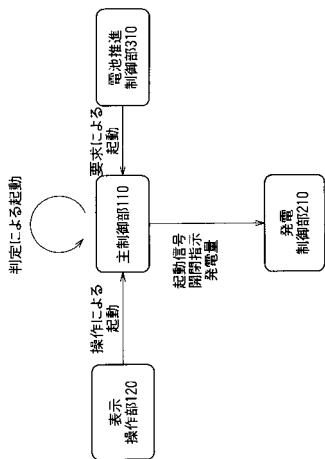 判定による起動
表示
操作部120
操作による
起動
主制御部110
要求による
起動
電池推進
制御部310
起動信号
開閉指示
発電量
発電
制御部210